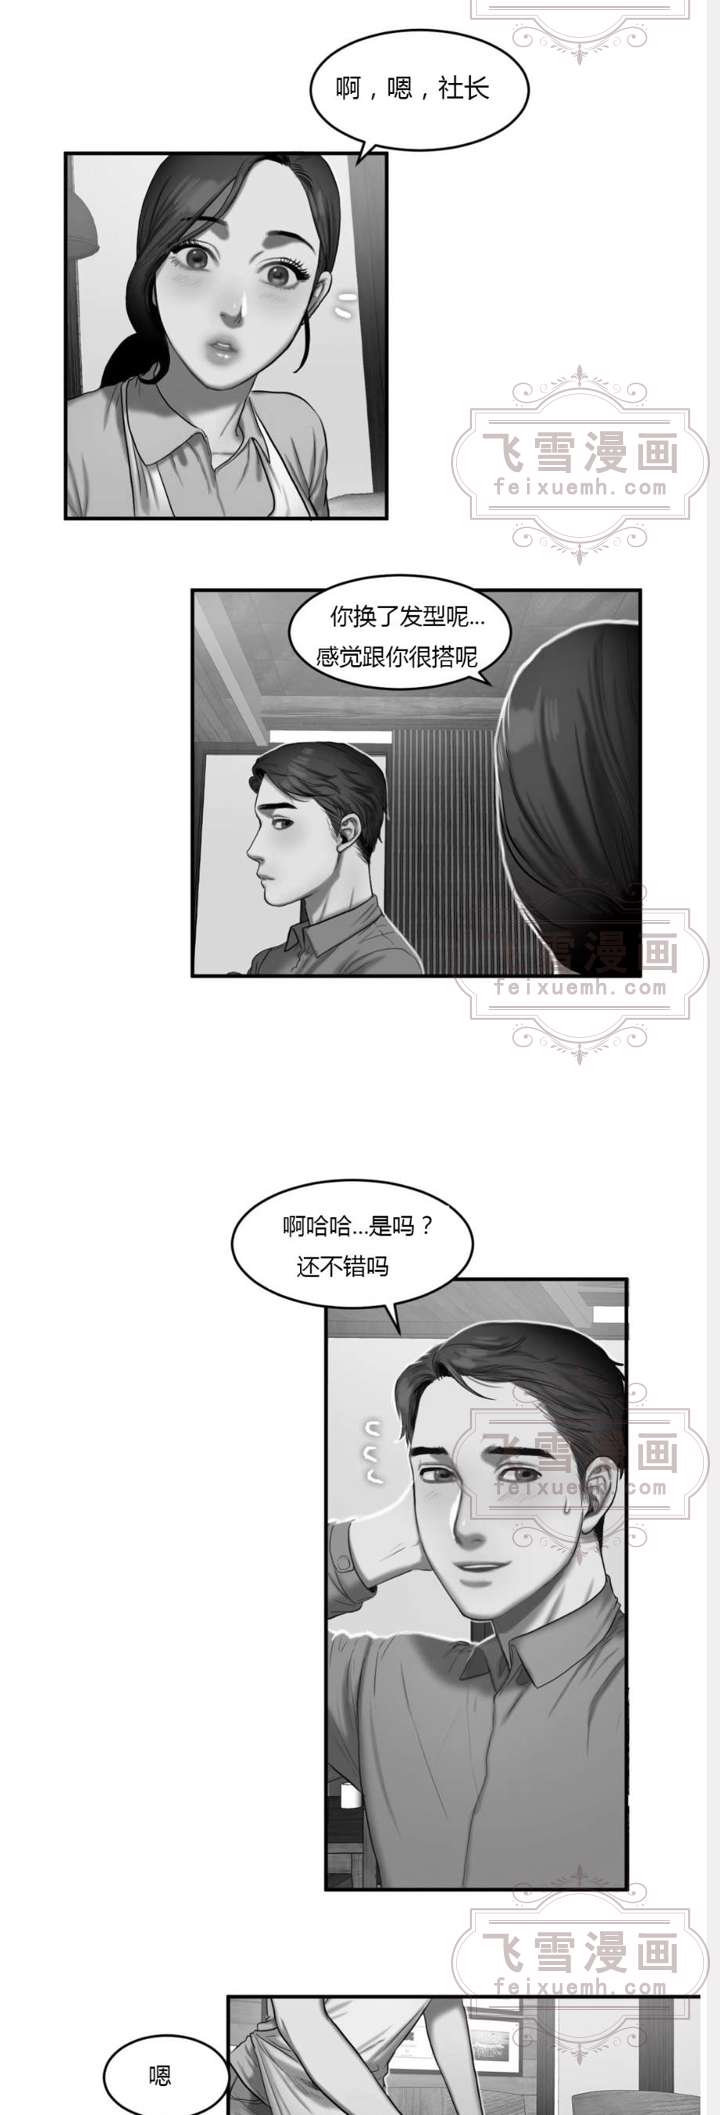 啊，嗯，社长
飞雪漫画
feixuemh.com
你换了发型呢...
感觉跟你很搭呢
飞雪漫画
feixuemh.com
啊哈哈...是吗？
还不错吗
飞雪漫画
feixuemh.com
飞雪漫画
feixuemh.com
嗯